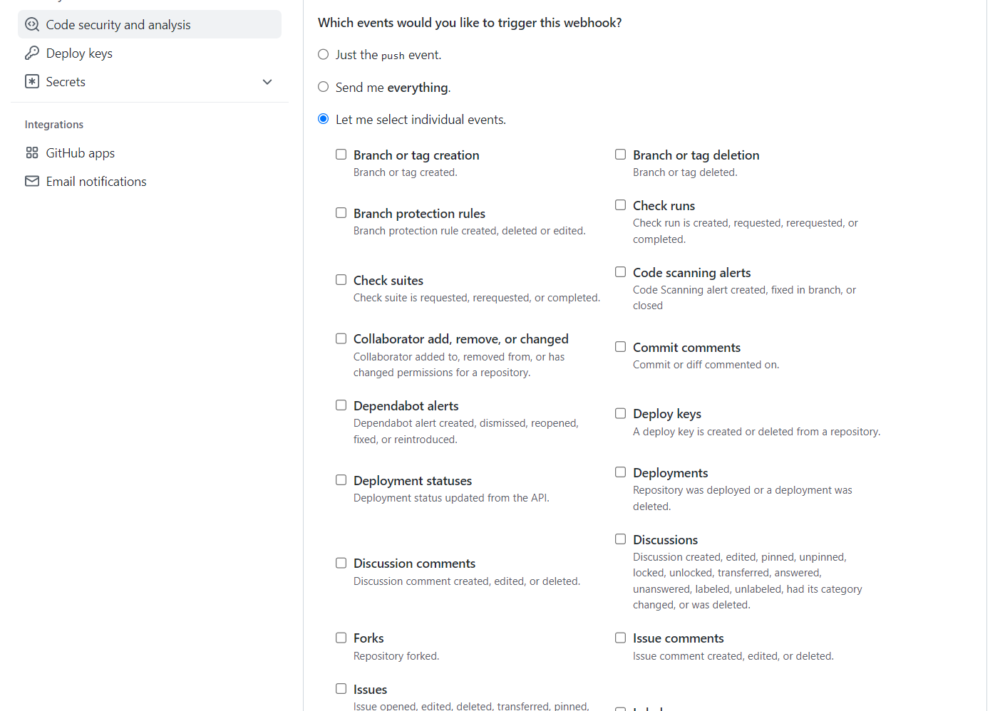 Code security and analysis
Deploy keys
Secrets
Integrations
GitHub apps
Email notifications
Which events would you like to trigger this webhook?
Just the push event.
Send me everything.
Let me select individual events.
Branch or tag creation
Branch or tag created.
Branch or tag deletion
Branch or tag deleted.
Branch protection rules
Branch protection rule created, deleted or edited.
Check runs
Check run is created, requested, rerequested, or
completed.
Check suites
Check suite is requested, rerequested, or completed.
Code scanning alerts
Code Scanning alert created, fixed in branch, or
closed
Collaborator add, remove, or changed
Collaborator added to, removed from, or has
changed permissions for a repository.
Commit comments
Commit or diff commented on.
Dependabot alerts
Dependabot alert created, dismissed, reopened,
fixed, or reintroduced.
Deploy keys
A deploy key is created or deleted from a repository.
Deployment statuses
Deployment status updated from the API.
Deployments
Repository was deployed or a deployment was
deleted.
Discussion comments
Discussion comment created, edited, or deleted.
Discussions
Discussion created, edited, pinned, unpinned,
locked, unlocked, transferred, answered,
unanswered, labeled, unlabeled, had its category
changed, or was deleted.
Forks
Repository forked.
Issue comments
Issue comment created, edited, or deleted.
Issues
Issue opened, edited, deleted, transferred, pinned,